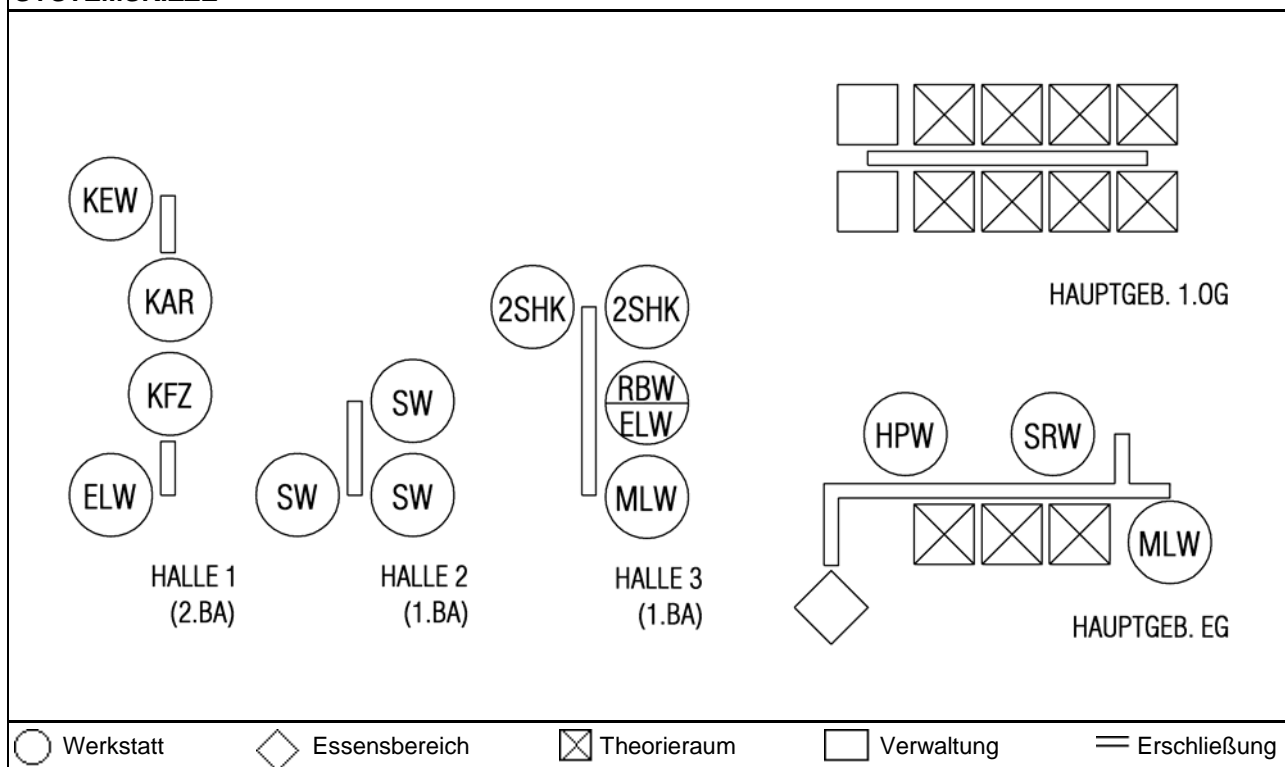 KEW
KAR
KFZ
ELW
HALLE 1
(2.BA)
SW
SW
SW
HALLE 2
(1.BA)
2SHK
2SHK
RBW
ELW
MLW
HALLE 3
(1.BA)
HAUPTGEB. 1.OG
HPW
SRW
MLW
HAUPTGEB. EG
Werkstatt
Essensbereich
Theorieraum
Verwaltung
Erschließung